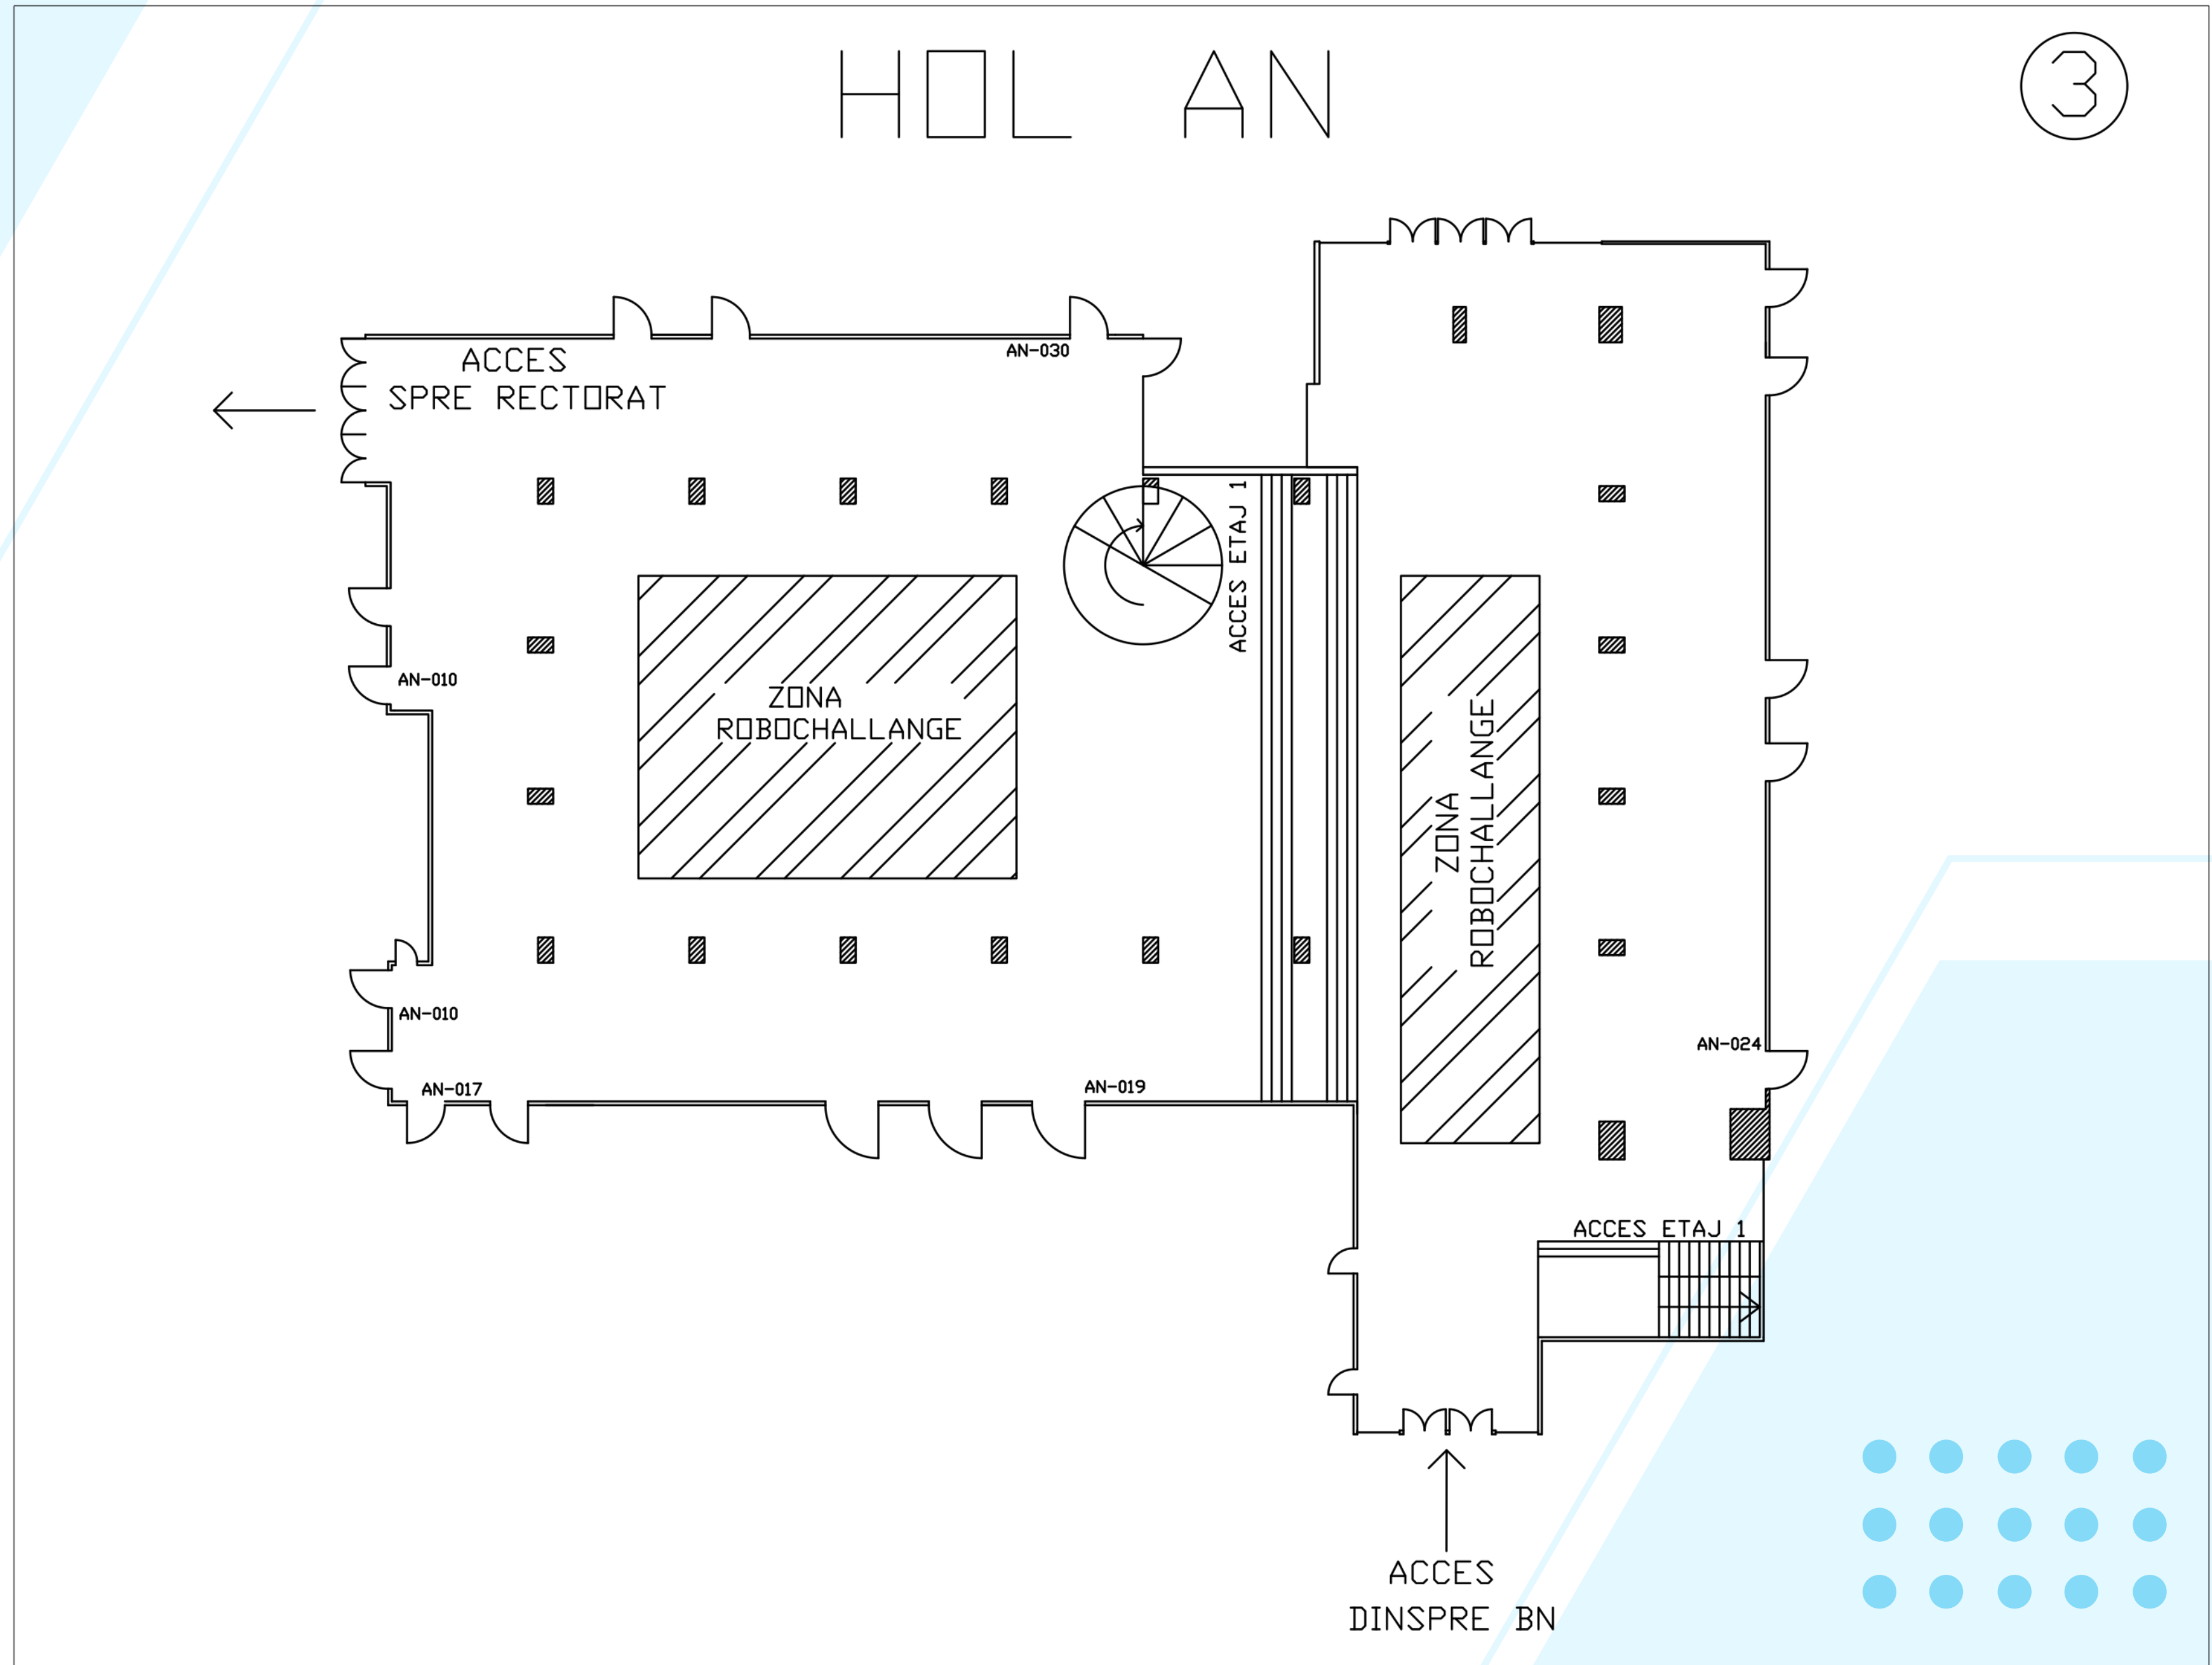 HOL AN
3
ACCES
SPRE RECTORAT
AN-030
ACCES ETAJ 1
AN-010
ZONA
ROBOCHALLANGE
ZONA
ROBOCHALLANGE
AN-010
AN-017
AN-019
AN-024
ACCES ETAJ 1
ACCES
DINSPRE BN